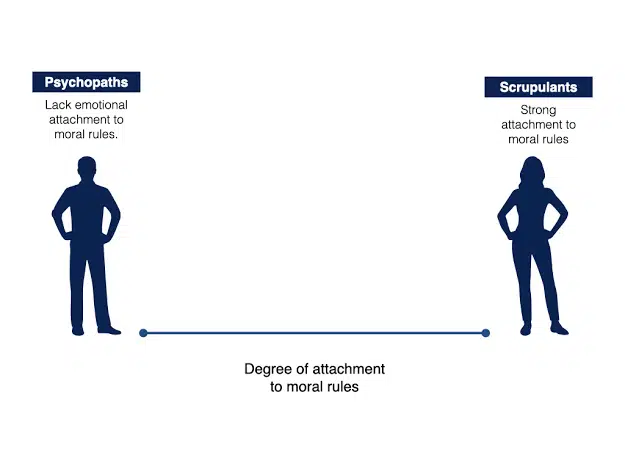 Psychopaths
Lack emotional
attachment to
moral rules.
Scrupulants
Strong
attachment to
moral rules
Degree of attachment
to moral rules